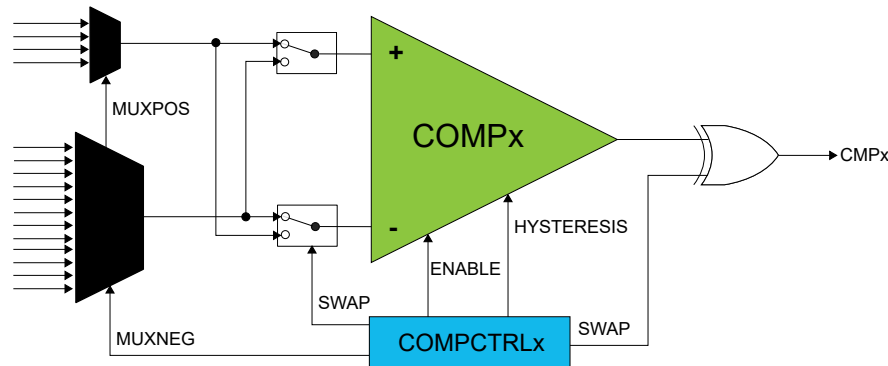 MUXPOS
+
COMPx
CMPx
-
HYSTERESIS
ENABLE
SWAP
SWAP
MUXNEG
COMPCTRLx